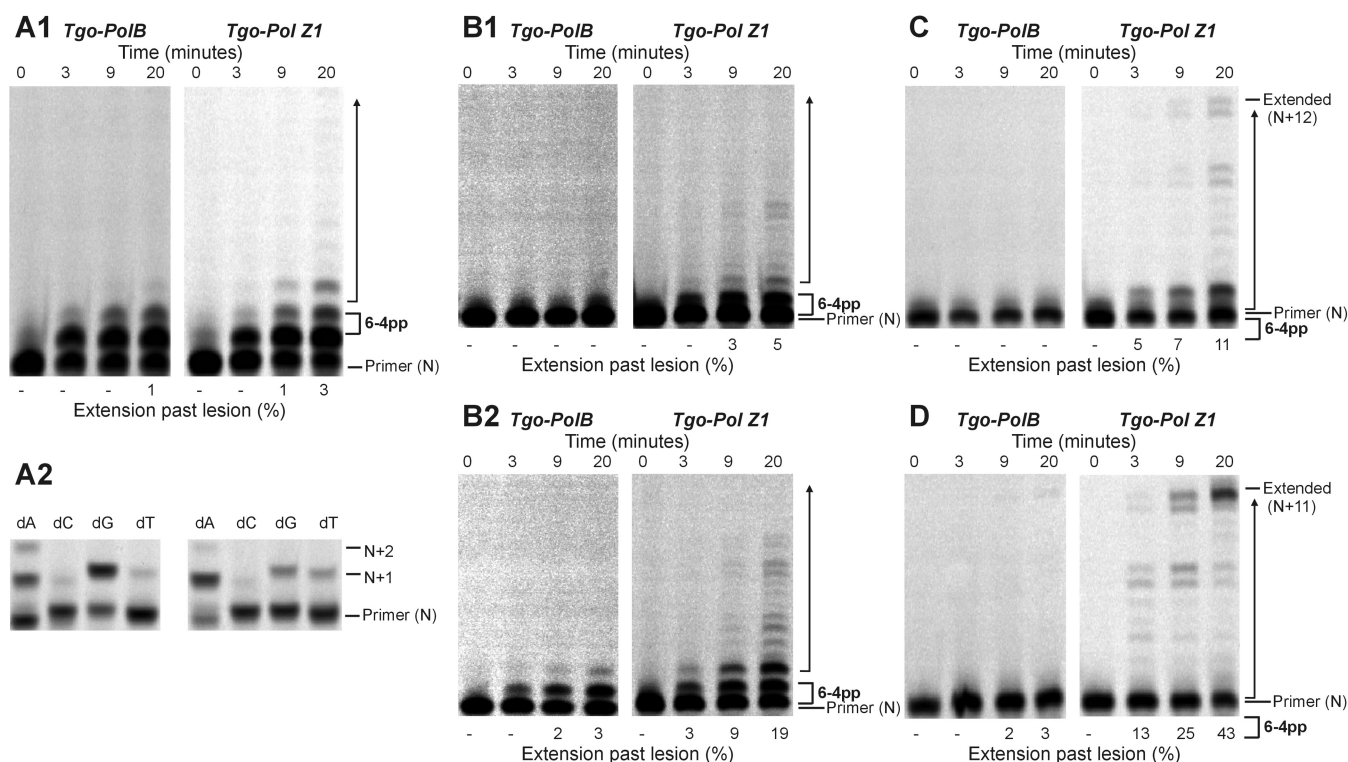 A1
Tgo-PolB Tgo-Pol Z1
Time (minutes)
0 3 9 20 0 3 9 20
6-4pp
Primer (N)
- - - 1 - - 1 3
Extension past lesion (%)
A2
dA dC dG dT dA dC dG dT
N+2
N+1
Primer (N)
B1
Tgo-PolB Tgo-Pol Z1
Time (minutes)
0 3 9 20 0 3 9 20
6-4pp
Primer (N)
- - - - - - 3 5
Extension past lesion (%)
B2
Tgo-PolB Tgo-Pol Z1
Time (minutes)
0 3 9 20 0 3 9 20
6-4pp
Primer (N)
- - 2 3 - 3 9 19
Extension past lesion (%)
C
Tgo-PolB Tgo-Pol Z1
Time (minutes)
0 3 9 20 0 3 9 20
Extended
(N+12)
Primer (N)
6-4pp
- - - - - 5 7 11
Extension past lesion (%)
D
Tgo-PolB Tgo-Pol Z1
Time (minutes)
0 3 9 20 0 3 9 20
Extended
(N+11)
Primer (N)
6-4pp
- - 2 3 - 13 25 43
Extension past lesion (%)